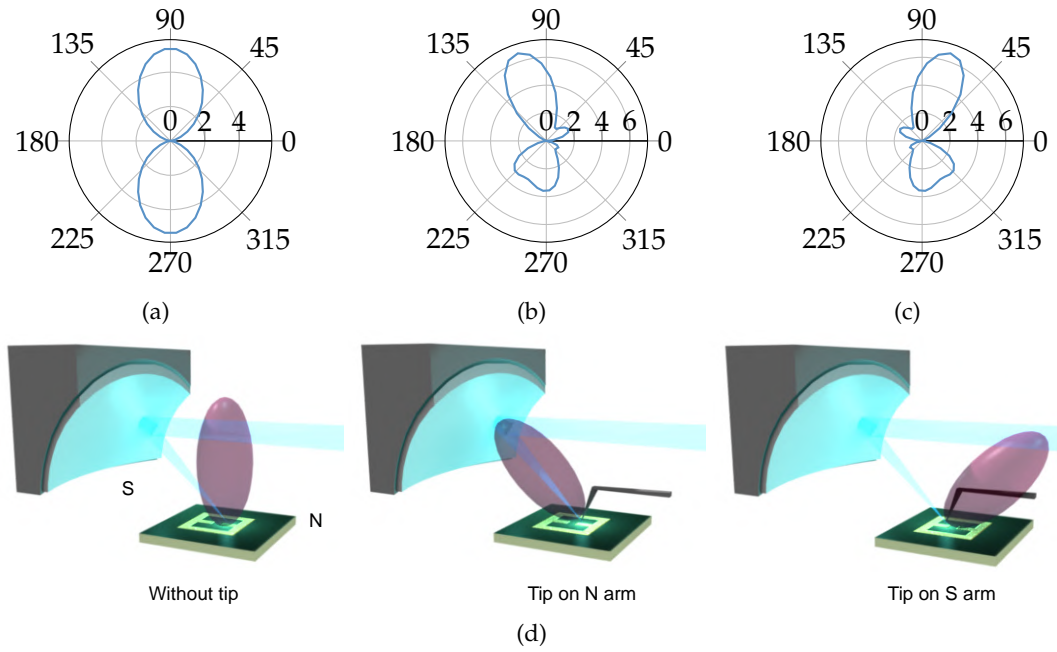 90
135 45
180 0 2 4 0
225 315
270
(a)
90
135 45
180 0 2 4 6 0
225 315
270
(b)
90
135 45
180 0 2 4 6 0
225 315
270
(c)
S
N
Without tip
Tip on N arm
Tip on S arm
(d)